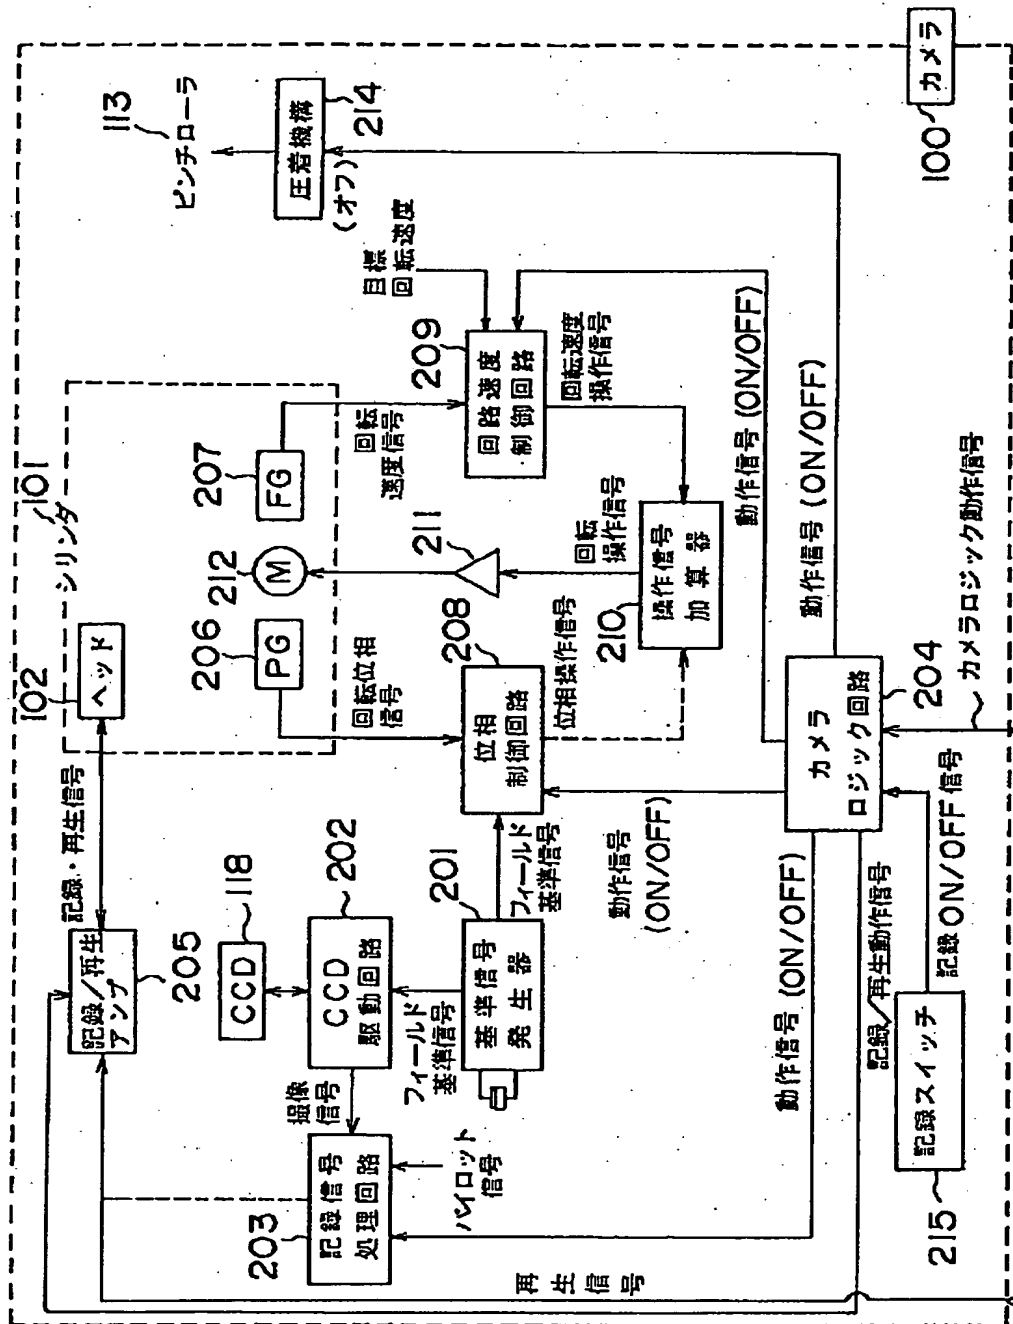 100
カメラ
シリンダ
101
102
ヘッド
記録・再生信号
記録/再生
アンプ
205
206
PG
212
M
207
FG
113
ピンチローラ
圧着機構
214
(オフ)
回転位相
信号
回転
速度信号
目標
回転速度
209
回路速度
制御回路
回転速度
操作信号
211
回転
操作信号
210
操作信号
加算器
208
位相
制御回路
位相操作信号
CCD
118
CCD
駆動回路
202
フィールド
基準信号
201
基準信号
発生器
フィールド
基準信号
撮像
信号
203
記録信号
処理回路
パイロット
信号
動作信号
(ON/OFF)
動作信号(ON/OFF)
動作信号(ON/OFF)
動作信号(ON/OFF)
カメラ
ロジック回路
204
カメラロジック動作信号
記録ON/OFF信号
記録/再生動作信号
記録スイッチ
215
再生信号